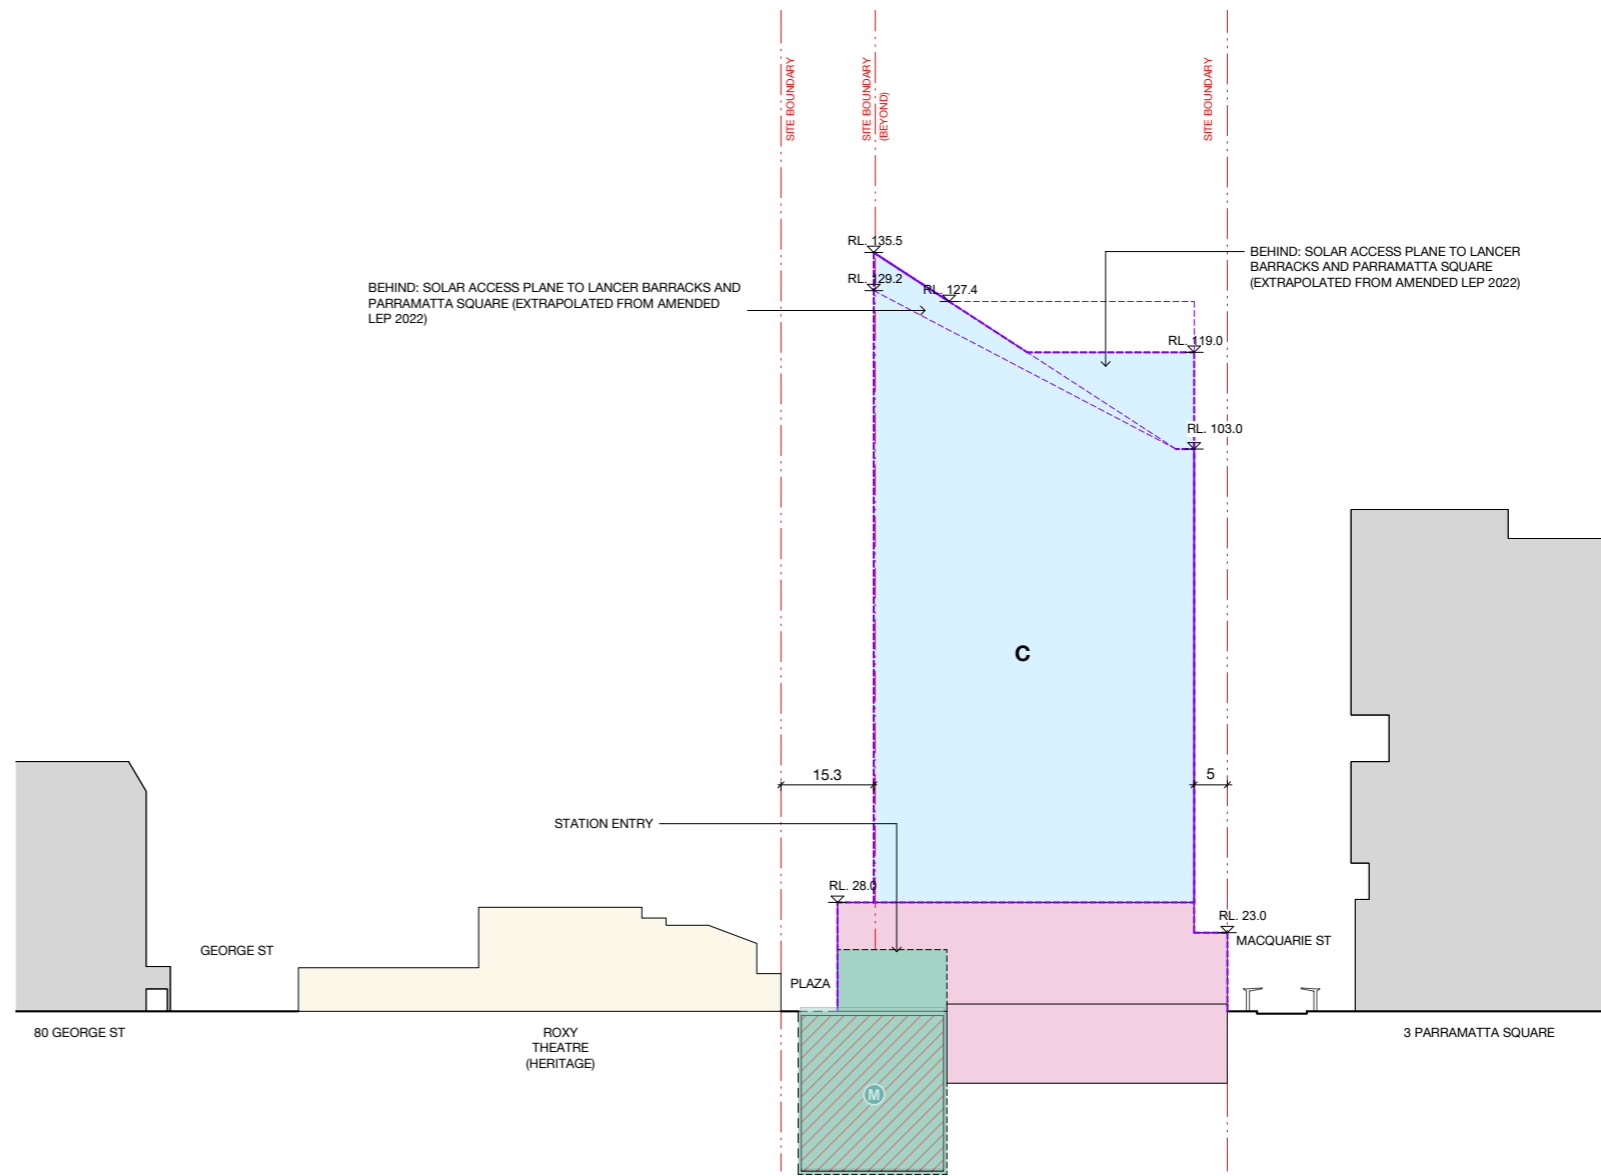 SITE BOUNDARY
SITE BOUNDARY
(BEYOND)
SITE BOUNDARY
RL. 135.5
BEHIND: SOLAR ACCESS PLANE TO LANCER
BARRACKS AND PARRAMATTA SQUARE
(EXTRAPOLATED FROM AMENDED LEP 2022)
RL. 129.2
RL. 127.4
BEHIND: SOLAR ACCESS PLANE TO LANCER BARRACKS AND
PARRAMATTA SQUARE (EXTRAPOLATED FROM AMENDED
LEP 2022)
RL. 119.0
RL. 103.0
C
15.3
5
STATION ENTRY
RL. 28.0
RL. 23.0
GEORGE ST
MACQUARIE ST
PLAZA
80 GEORGE ST
ROXY
THEATRE
(HERITAGE)
3 PARRAMATTA SQUARE
M